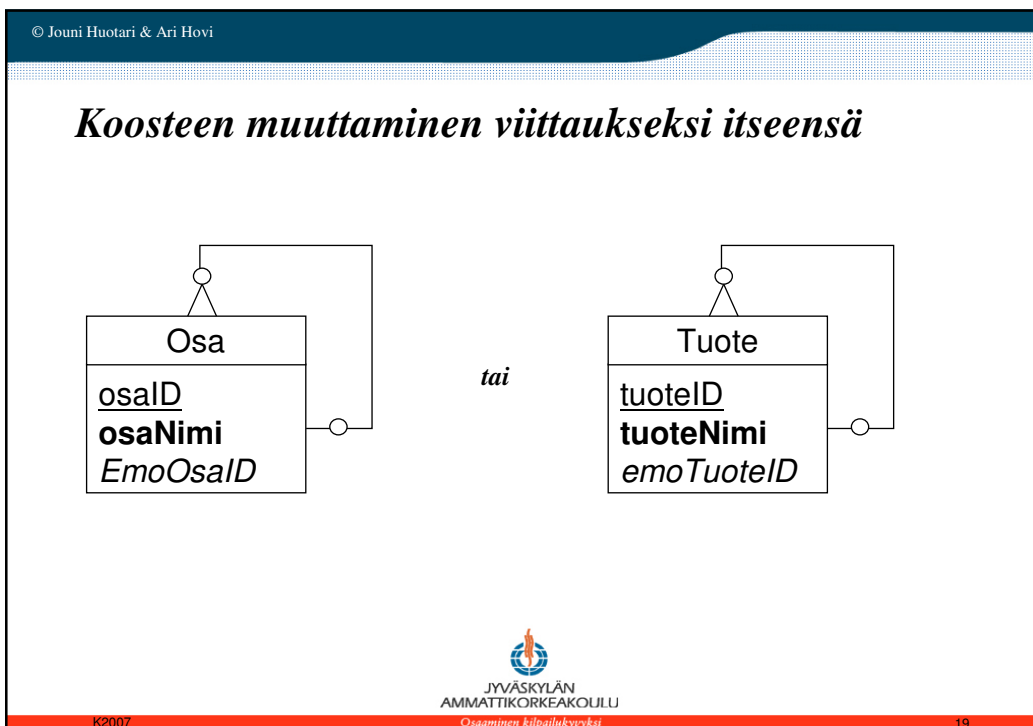 © Jouni Huotari & Ari Hovi
Koosteen muuttaminen viittaukseksi itseensä
Osa
osaID
osaNimi
EmoOsaID
tai
Tuote
tuoteID
tuoteNimi
emoTuoteID
JYVÄSKYLÄN
AMMATTIKORKEAKOULU
K2007
Osaaminen kilpailukyvyksi
19